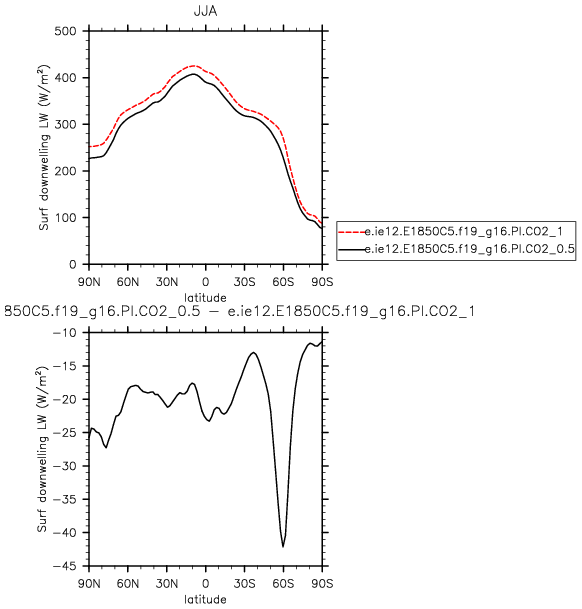 JJA
500
400
300
200
100
0
Surf downwelling LW (W/m²)
90N 60N 30N 0 30S 60S 90S
latitude
e.ie12.E1850C5.f19_g16.PI.CO2_1
e.ie12.E1850C5.f19_g16.PI.CO2_0.5
850C5.f19_g16.PI.CO2_0.5 − e.ie12.E1850C5.f19_g16.PI.CO2_1
−10
−15
−20
−25
−30
−35
−40
−45
Surf downwelling LW (W/m²)
90N 60N 30N 0 30S 60S 90S
latitude